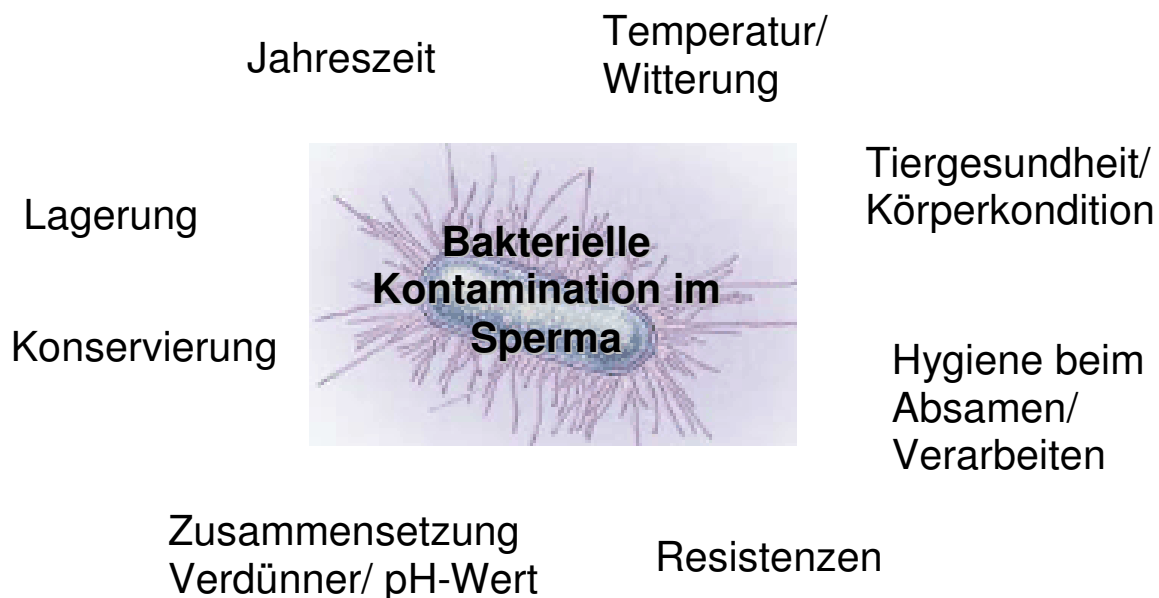 Jahreszeit
Temperatur/
Witterung
Tiergesundheit/
Körperkondition
Lagerung
Bakterielle
Kontamination im
Sperma
Konservierung
Hygiene beim
Absamen/
Verarbeiten
Zusammensetzung
Verdünner/ pH-Wert
Resistenzen